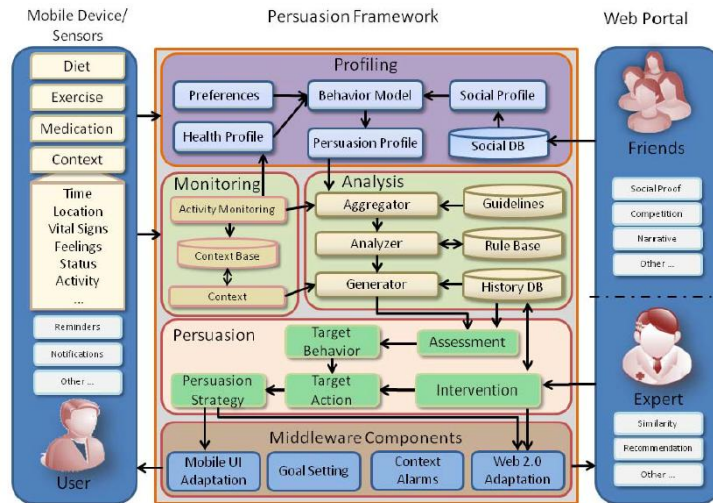 Mobile Device/
Sensors
Persuasion Framework
Web Portal
Diet
Exercise
Medication
Context
Time
Location
Vital Signs
Feelings
Status
Activity
...
Reminders
Notifications
Other ...
User
Profiling
Preferences
Behavior Model
Social Profile
Health Profile
Persuasion Profile
Social DB
Monitoring
Activity Monitoring
Context Base
Context
Analysis
Aggregator
Guidelines
Analyzer
Rule Base
Generator
History DB
Persuasion
Target
Behavior
Assessment
Persuasion
Strategy
Target
Action
Intervention
Middleware Components
Mobile UI
Adaptation
Goal Setting
Context
Alarms
Web 2.0
Adaptation
Friends
Social Proof
Competition
Narrative
Other ...
Expert
Similarity
Recommendation
Other ...